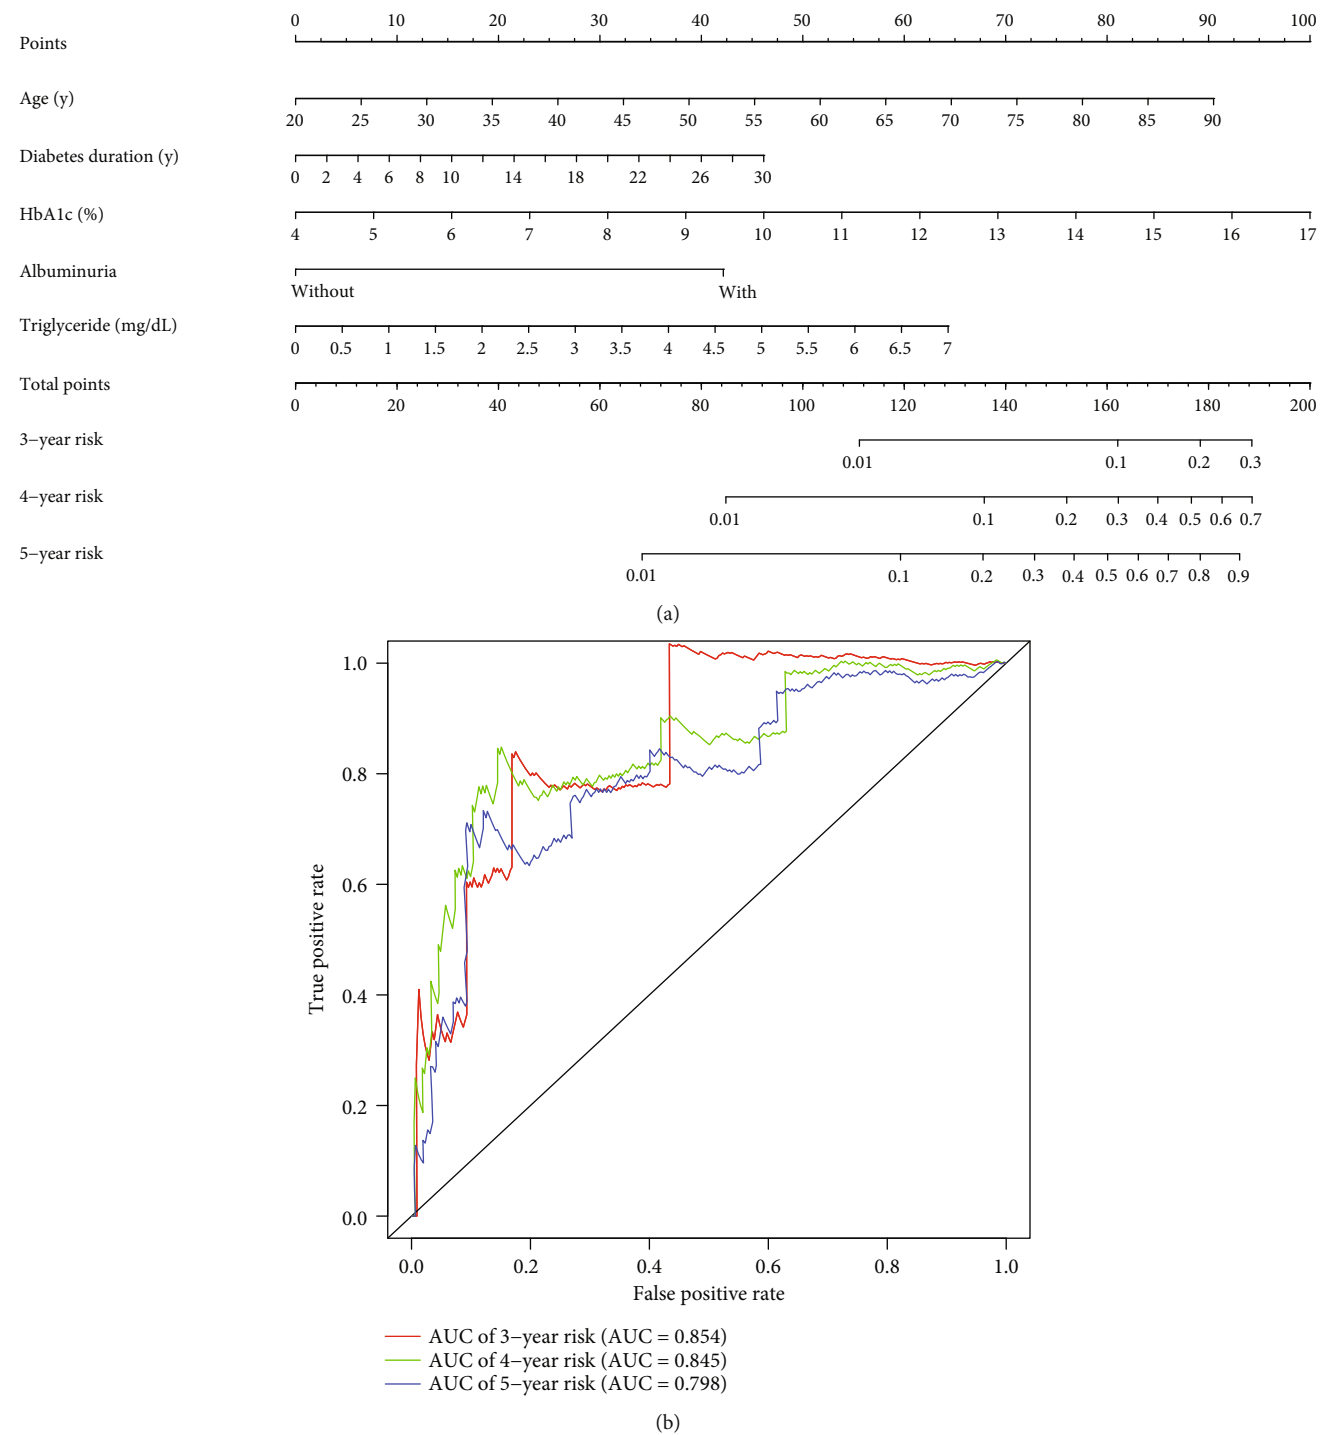 0 10 20 30 40 50 60 70 80 90 100
Points
Age (y)
20 25 30 35 40 45 50 55 60 65 70 75 80 85 90
Diabetes duration (y)
0 2 4 6 8 10 14 18 22 26 30
HbA1c (%)
4 5 6 7 8 9 10 11 12 13 14 15 16 17
Albuminuria
Without With
Triglyceride (mg/dL)
0 0.5 1 1.5 2 2.5 3 3.5 4 4.5 5 5.5 6 6.5 7
Total points
0 20 40 60 80 100 120 140 160 180 200
3−year risk
0.01 0.1 0.2 0.3
4−year risk
0.01 0.1 0.2 0.3 0.4 0.5 0.6 0.7
5−year risk
0.01 0.1 0.2 0.3 0.4 0.5 0.6 0.7 0.8 0.9
(a)
1.0
0.8
0.6
0.4
0.2
0.0
True positive rate
0.0 0.2 0.4 0.6 0.8 1.0
False positive rate
AUC of 3−year risk (AUC = 0.854)
AUC of 4−year risk (AUC = 0.845)
AUC of 5−year risk (AUC = 0.798)
(b)